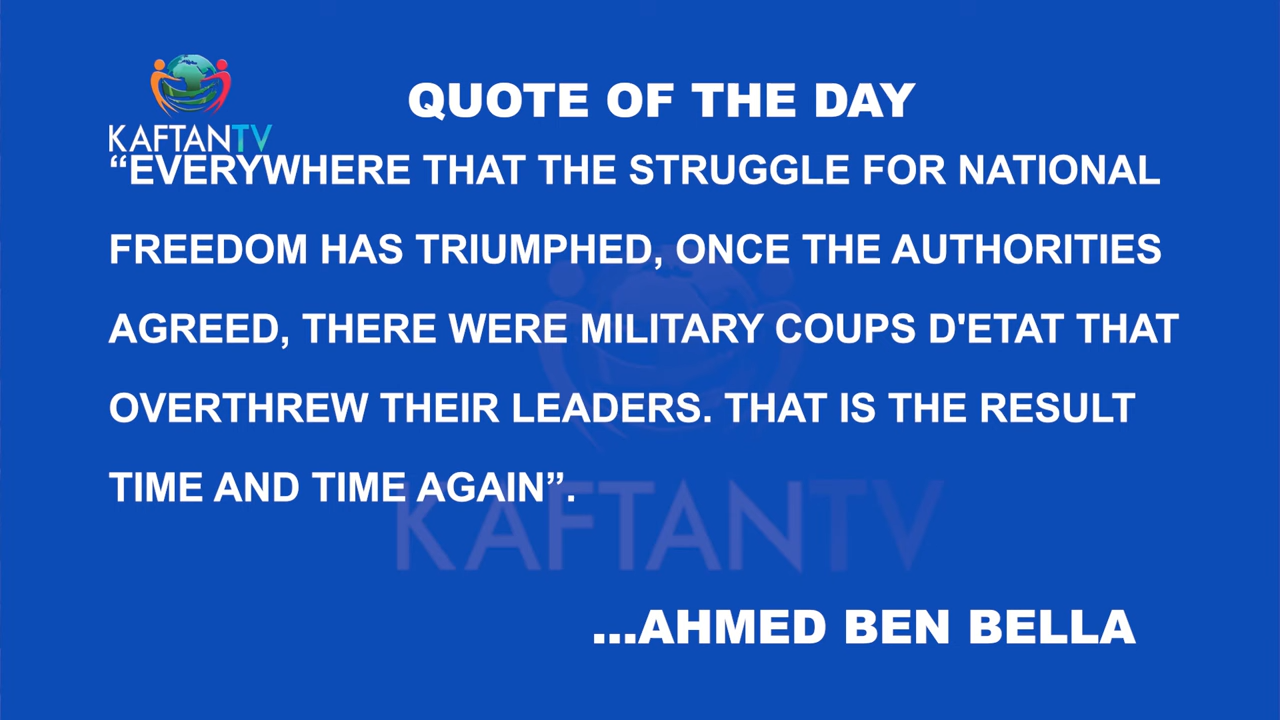 QUOTE OF THE DAY
KAFTANTV
“EVERYWHERE THAT THE STRUGGLE FOR NATIONAL
FREEDOM HAS TRIUMPHED, ONCE THE AUTHORITIES
AGREED, THERE WERE MILITARY COUPS D'ETAT THAT
OVERTHREW THEIR LEADERS. THAT IS THE RESULT
TIME AND TIME AGAIN”.
KAFTANTV
...AHMED BEN BELLA